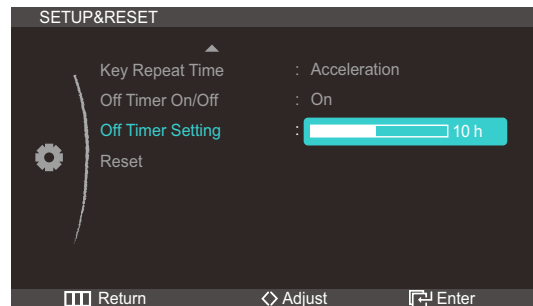 SETUP&RESET
Key Repeat Time : Acceleration
Off Timer On/Off : On
Off Timer Setting : 10 h
Reset
Return Adjust Enter